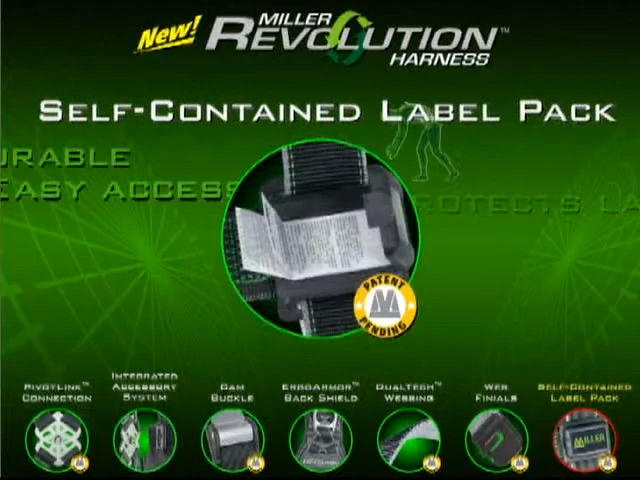 New! MILLER
REVOLUTION™
HARNESS
SELF-CONTAINED LABEL PACK
URABLE
EASY ACCESS
ROTECTS LA
PATENT
PENDING
PIVOTLINK™
CONNECTION
INTEGRATED
ACCESSORY
SYSTEM
CAM
BUCKLE
ERGOARMOR™
BACK SHIELD
DUALTECH™
WEBBING
WEB
FINIALS
SELF-CONTAINED
LABEL PACK
MILLER